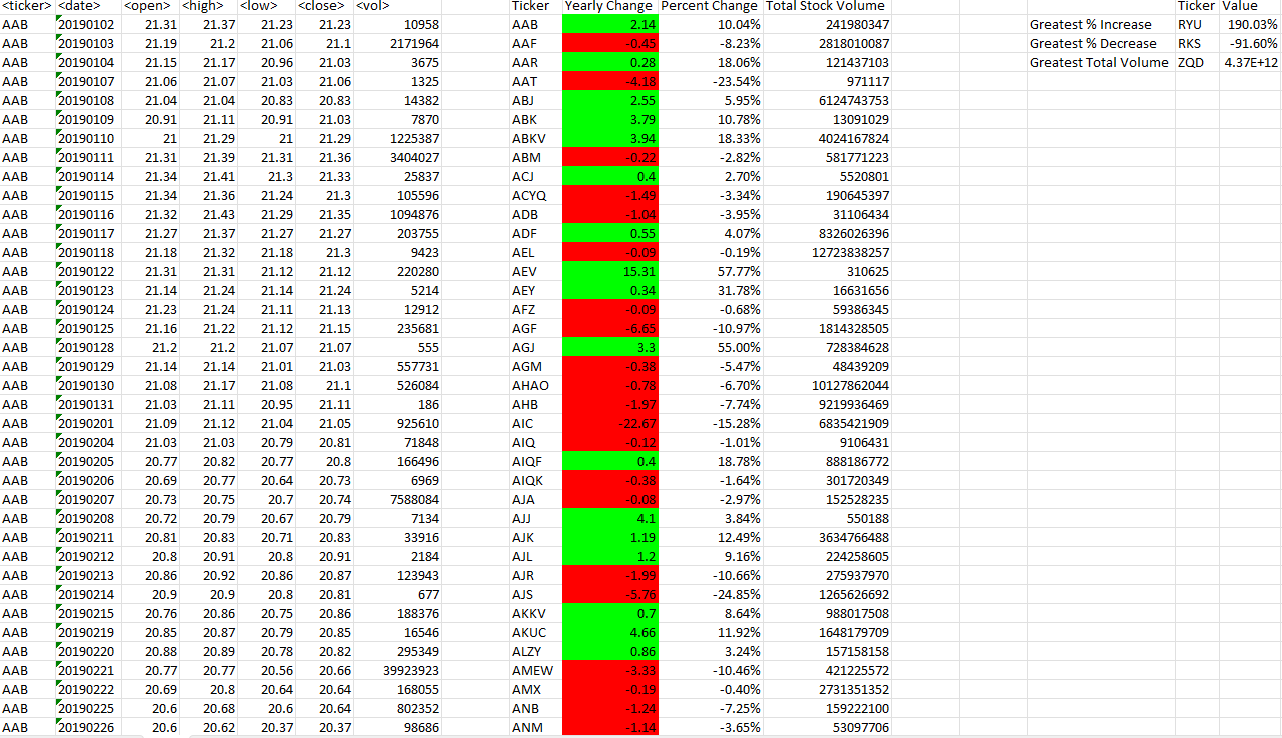 <ticker> <date> <open> <high> <low> <close> <vol> Ticker Yearly Change Percent Change Total Stock Volume Ticker Value
AAB 20190102 21.31 21.37 21.23 21.23 10958 AAB 2.14 10.04% 241980347 Greatest % Increase RYU 190.03%
AAB 20190103 21.19 21.2 21.06 21.1 2171964 AAF -0.45 -8.23% 2818010087 Greatest % Decrease RKS -91.60%
AAB 20190104 21.15 21.17 20.96 21.03 3675 AAR 0.28 18.06% 121437103 Greatest Total Volume ZQD 4.37E+12
AAB 20190107 21.06 21.07 21.03 21.06 1325 AAT -4.18 -23.54% 971117
AAB 20190108 21.04 21.04 20.83 20.83 14382 ABJ 2.55 5.95% 6124743753
AAB 20190109 20.91 21.11 20.91 21.03 7870 ABK 3.79 10.78% 13091029
AAB 20190110 21 21.29 21 21.29 1225387 ABKV 3.94 18.33% 4024167824
AAB 20190111 21.31 21.39 21.31 21.36 3404027 ABM -0.22 -2.82% 581771223
AAB 20190114 21.34 21.41 21.3 21.33 25837 ACJ 0.4 2.70% 5520801
AAB 20190115 21.34 21.36 21.24 21.3 105596 ACYQ -1.49 -3.34% 190645397
AAB 20190116 21.32 21.43 21.29 21.35 1094876 ADB -1.04 -3.95% 31106434
AAB 20190117 21.27 21.37 21.27 21.27 203755 ADF 0.55 4.07% 8326026396
AAB 20190118 21.18 21.32 21.18 21.3 9423 AEL -0.09 -0.19% 12723838257
AAB 20190122 21.31 21.31 21.12 21.12 220280 AEV 15.31 57.77% 310625
AAB 20190123 21.14 21.24 21.14 21.24 5214 AEY 0.34 31.78% 16631656
AAB 20190124 21.23 21.24 21.11 21.13 12912 AFZ -0.09 -0.68% 59386345
AAB 20190125 21.16 21.22 21.12 21.15 235681 AGF -6.65 -10.97% 1814328505
AAB 20190128 21.2 21.2 21.07 21.07 555 AGJ 3.3 55.00% 728384628
AAB 20190129 21.14 21.14 21.01 21.03 557731 AGM -0.38 -5.47% 48439209
AAB 20190130 21.08 21.17 21.08 21.1 526084 AHAO -0.78 -6.70% 10127862044
AAB 20190131 21.03 21.11 20.95 21.11 186 AHB -1.97 -7.74% 9219936469
AAB 20190201 21.09 21.12 21.04 21.05 925610 AIC -22.67 -15.28% 6835421909
AAB 20190204 21.03 21.03 20.79 20.81 71848 AIQ -0.12 -1.01% 9106431
AAB 20190205 20.77 20.82 20.77 20.8 166496 AIQF 0.4 18.78% 888186772
AAB 20190206 20.69 20.77 20.64 20.73 6969 AIQK -0.38 -1.64% 301720349
AAB 20190207 20.73 20.75 20.7 20.74 7588084 AJA -0.08 -2.97% 152528235
AAB 20190208 20.72 20.79 20.67 20.79 7134 AJJ 4.1 3.84% 550188
AAB 20190211 20.81 20.83 20.71 20.83 33916 AJK 1.19 12.49% 3634766488
AAB 20190212 20.8 20.91 20.8 20.91 2184 AJL 1.2 9.16% 224258605
AAB 20190213 20.86 20.92 20.86 20.87 123943 AJR -1.99 -10.66% 275937970
AAB 20190214 20.9 20.9 20.8 20.81 677 AJS -5.76 -24.85% 1265626692
AAB 20190215 20.76 20.86 20.75 20.86 188376 AKKV 0.7 8.64% 988017508
AAB 20190219 20.85 20.87 20.79 20.85 16546 AKUC 4.66 11.92% 1648179709
AAB 20190220 20.88 20.89 20.78 20.82 295349 ALZY 0.86 3.24% 157158158
AAB 20190221 20.77 20.77 20.56 20.66 39923923 AMEW -3.33 -10.46% 421225572
AAB 20190222 20.69 20.8 20.64 20.64 168055 AMX -0.19 -0.40% 2731351352
AAB 20190225 20.6 20.68 20.6 20.64 802352 ANB -1.24 -7.25% 159222100
AAB 20190226 20.6 20.62 20.37 20.37 98686 ANM -1.14 -3.65% 53097706